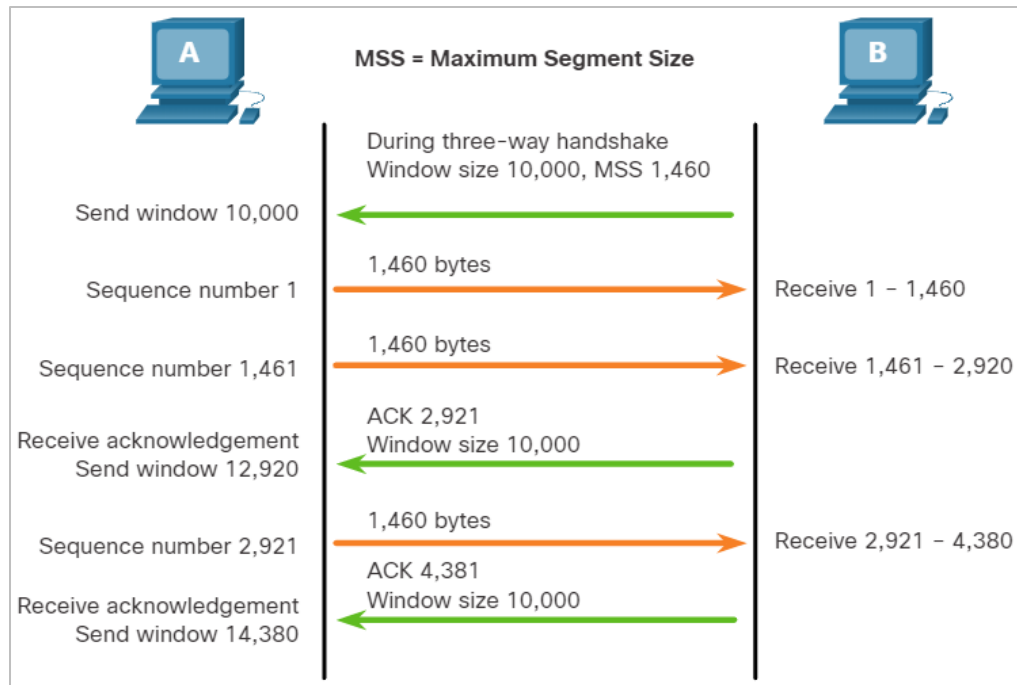 A
MSS = Maximum Segment Size
B
During three-way handshake
Window size 10,000, MSS 1,460
Send window 10,000
1,460 bytes
Sequence number 1
Receive 1 – 1,460
1,460 bytes
Sequence number 1,461
Receive 1,461 – 2,920
ACK 2,921
Window size 10,000
Receive acknowledgement
Send window 12,920
1,460 bytes
Sequence number 2,921
Receive 2,921 – 4,380
ACK 4,381
Window size 10,000
Receive acknowledgement
Send window 14,380